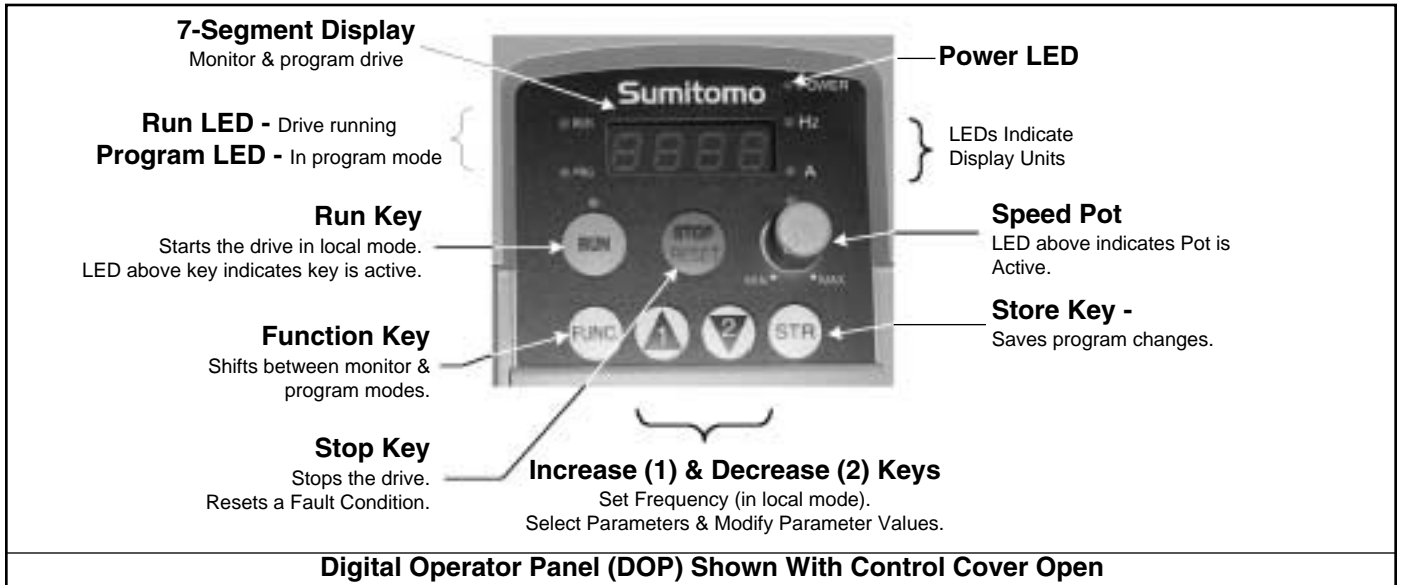 7-Segment Display
Monitor & program drive
Power LED
Run LED - Drive running
Program LED - In program mode
LEDs Indicate
Display Units
Sumitomo
POWER
RUN
Hz
PRG
A
Run Key
Starts the drive in local mode.
LED above key indicates key is active.
RUN
STOP
RESET
Speed Pot
LED above indicates Pot is
Active.
MIN
MAX
Function Key
Shifts between monitor &
program modes.
FUNC.
1
2
STR
Store Key -
Saves program changes.
Stop Key
Stops the drive.
Resets a Fault Condition.
Increase (1) & Decrease (2) Keys
Set Frequency (in local mode).
Select Parameters & Modify Parameter Values.
Digital Operator Panel (DOP) Shown With Control Cover Open